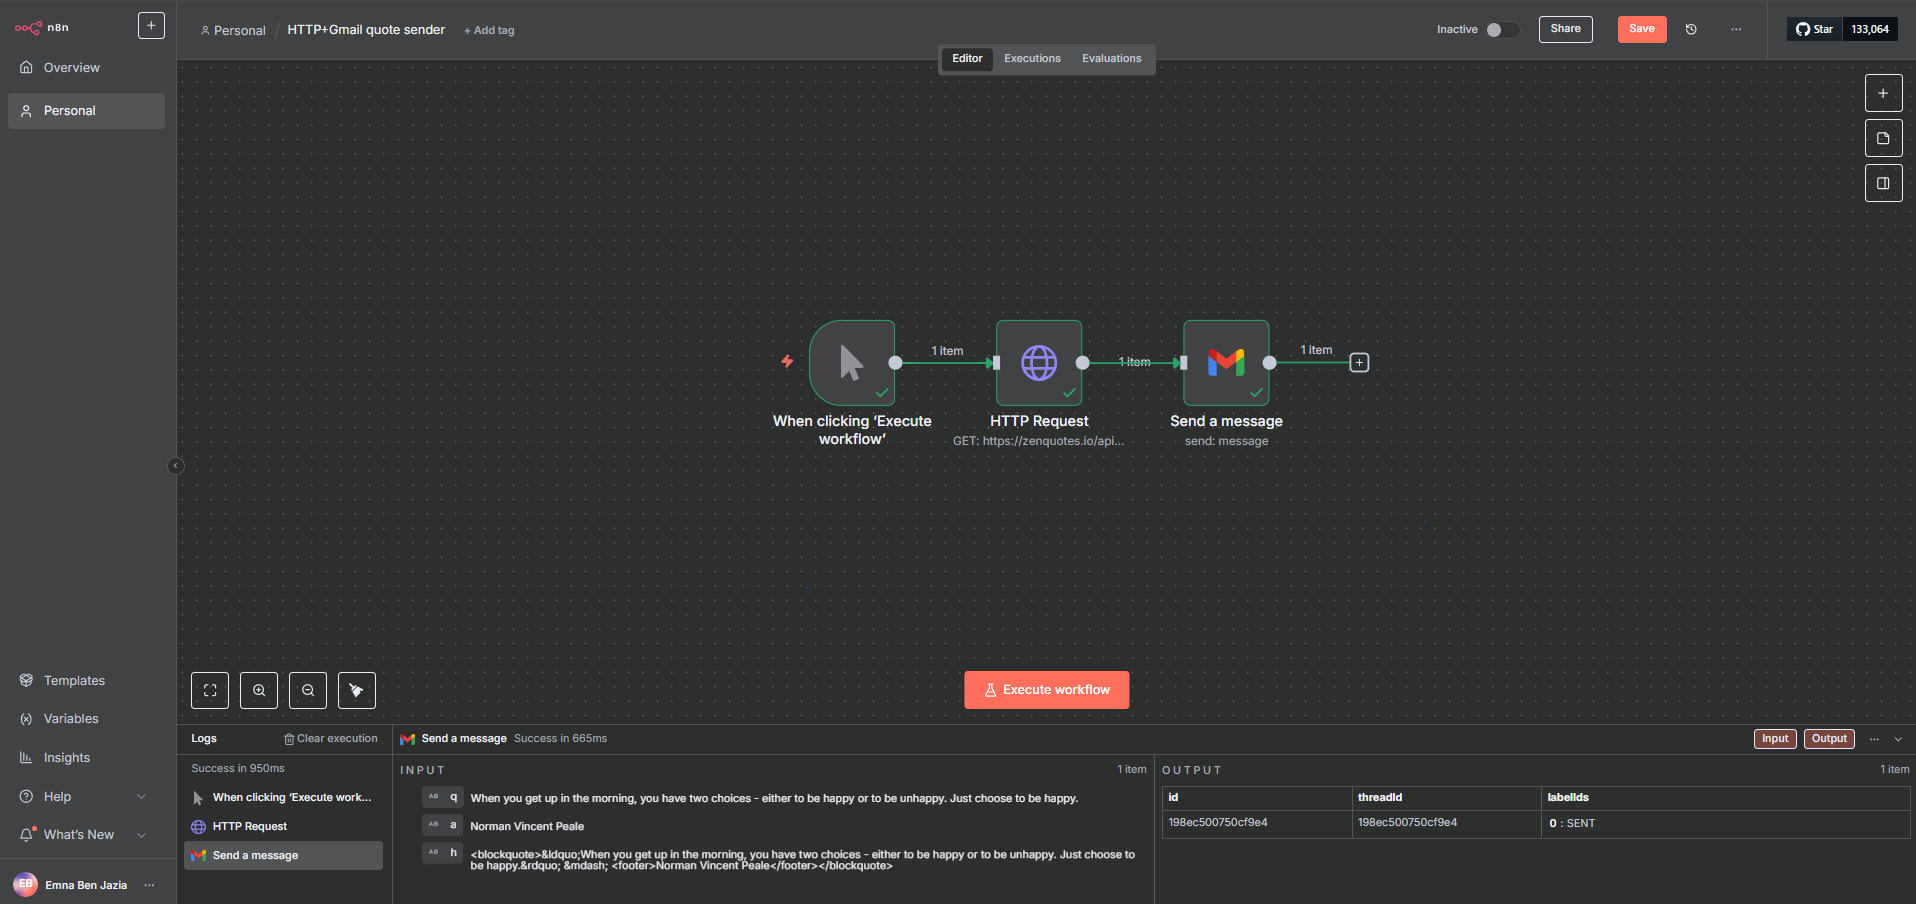 n8n
Overview
Personal
Templates
Variables
Insights
Help
What's New
EB Emna Ben Jazia
Personal / HTTP+Gmail quote sender + Add tag
Inactive Share Save Star 133,064
Editor Executions Evaluations
1 item 1 item 1 item
When clicking ‘Execute
workflow’
HTTP Request
GET: https://zenquotes.io/api...
Send a message
send: message
Execute workflow
Logs Clear execution
Success in 950ms
When clicking ‘Execute work...
HTTP Request
Send a message
Send a message Success in 665ms
Input Output
INPUT 1 item
AB q When you get up in the morning, you have two choices - either to be happy or to be unhappy. Just choose to be happy.
AB a Norman Vincent Peale
AB h <blockquote>&ldquo;When you get up in the morning, you have two choices - either to be happy or to be unhappy. Just choose to
be happy.&rdquo; &mdash; <footer>Norman Vincent Peale</footer></blockquote>
OUTPUT 1 item
id threadId labelIds
198ec500750cf9e4 198ec500750cf9e4 0 : SENT